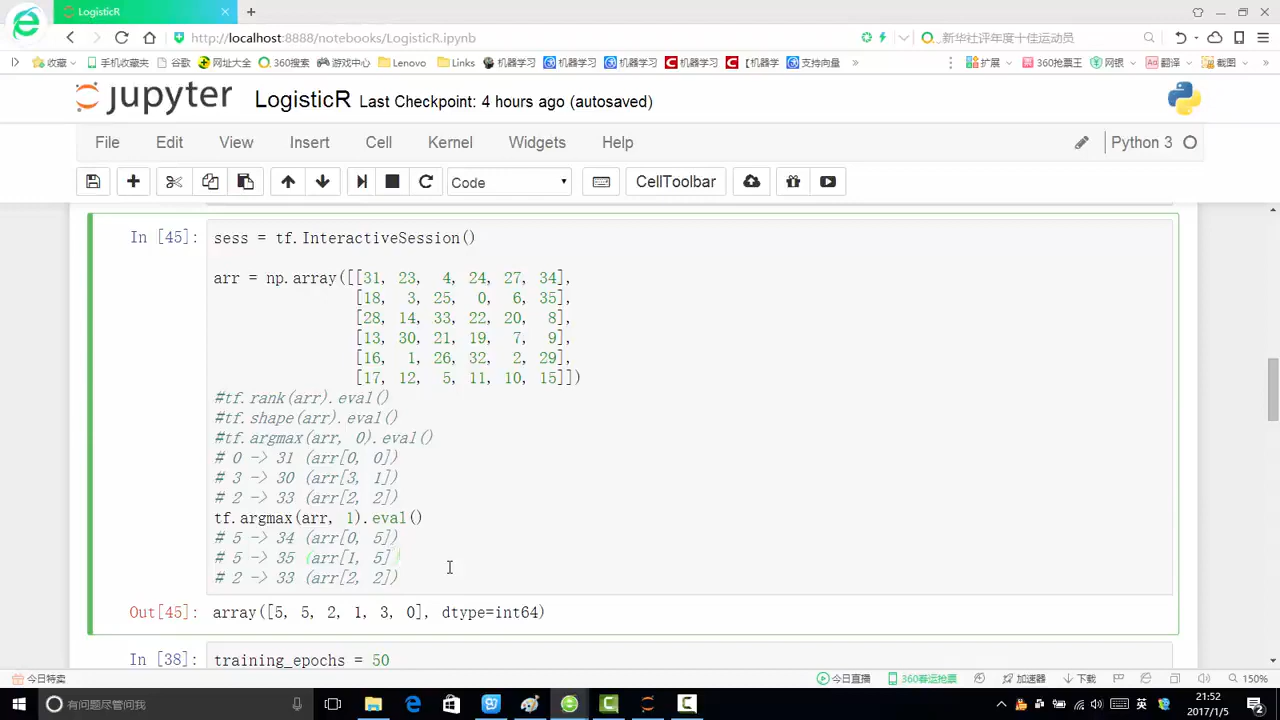 LogisticR
http://localhost:8888/notebooks/LogisticR.ipynb
新华社评年度十佳运动员
收藏 手机收藏夹 谷歌 网址大全 360搜索 游戏中心 Lenovo Links 机器学习 机器学习 机器学习 机器学习 【机器学 支持向量 » 扩展 360抢票王 网银 翻译 截图 »
jupyter LogisticR Last Checkpoint: 4 hours ago (autosaved)
File Edit View Insert Cell Kernel Widgets Help Python 3
Code CellToolbar
In [45]: sess = tf.InteractiveSession()
arr = np.array([[31, 23, 4, 24, 27, 34],
[18, 3, 25, 0, 6, 35],
[28, 14, 33, 22, 20, 8],
[13, 30, 21, 19, 7, 9],
[16, 1, 26, 32, 2, 29],
[17, 12, 5, 11, 10, 15]])
#tf.rank(arr).eval()
#tf.shape(arr).eval()
#tf.argmax(arr, 0).eval()
# 0 -> 31 (arr[0, 0])
# 3 -> 30 (arr[3, 1])
# 2 -> 33 (arr[2, 2])
tf.argmax(arr, 1).eval()
# 5 -> 34 (arr[0, 5])
# 5 -> 35 (arr[1, 5])
# 2 -> 33 (arr[2, 2])
Out[45]: array([5, 5, 2, 1, 3, 0], dtype=int64)
In [38]: training_epochs = 50
今日特卖 今日直播 360春运抢票 加速器 下载 150%
有问题尽管问我 英 21:52
2017/1/5